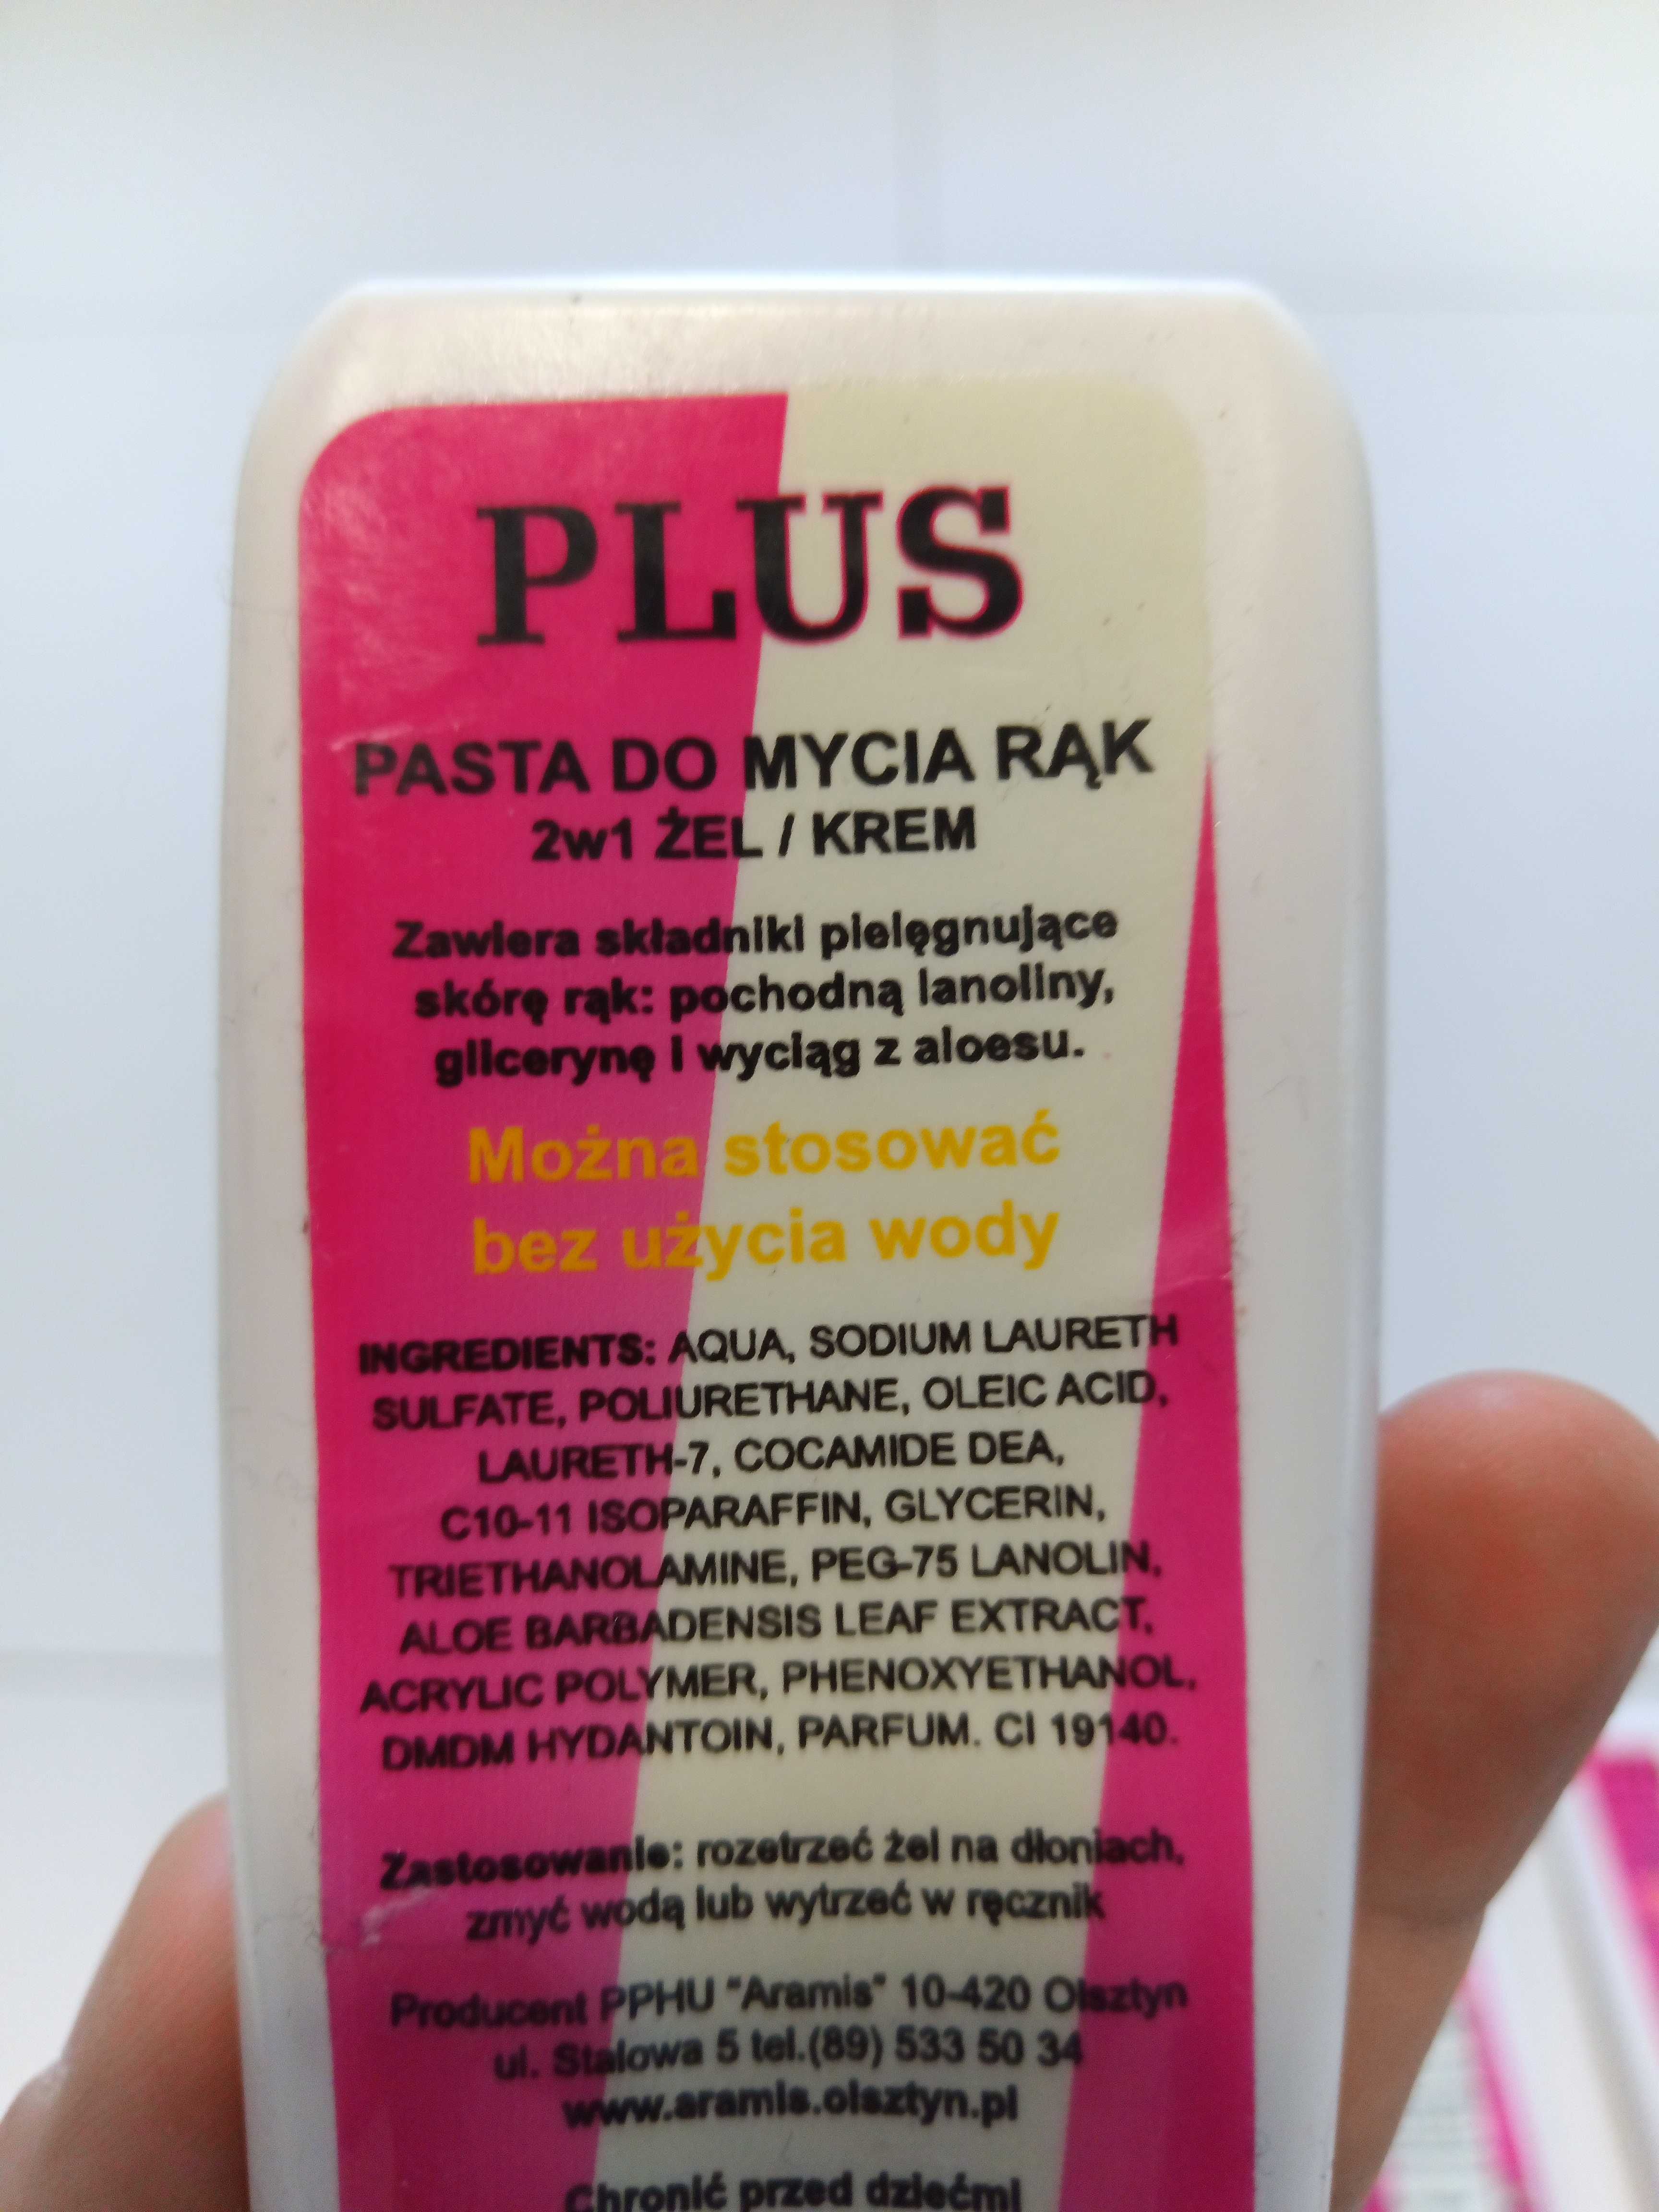 PLUS
PASTA DO MYCIA RĄK
2w1 ŻEL / KREM
Zawiera składniki pielęgnujące
skórę rąk: pochodną lanoliny,
glicerynę i wyciąg z aloesu.
Można stosować
bez użycia wody
INGREDIENTS: AQUA, SODIUM LAURETH
SULFATE, POLIURETHANE, OLEIC ACID,
LAURETH-7, COCAMIDE DEA,
C10-11 ISOPARAFFIN, GLYCERIN,
TRIETHANOLAMINE, PEG-75 LANOLIN,
ALOE BARBADENSIS LEAF EXTRACT,
ACRYLIC POLYMER, PHENOXYETHANOL,
DMDM HYDANTOIN, PARFUM. CI 19140.
Zastosowanie: rozetrzeć żel na dłoniach,
zmyć wodą lub wytrzeć w ręcznik
Producent PPHU "Aramis" 10-420 Olsztyn
ul. Stalowa 5 tel.(89) 533 50 34
www.aramis.olsztyn.pl
Chronić przed dziećmi